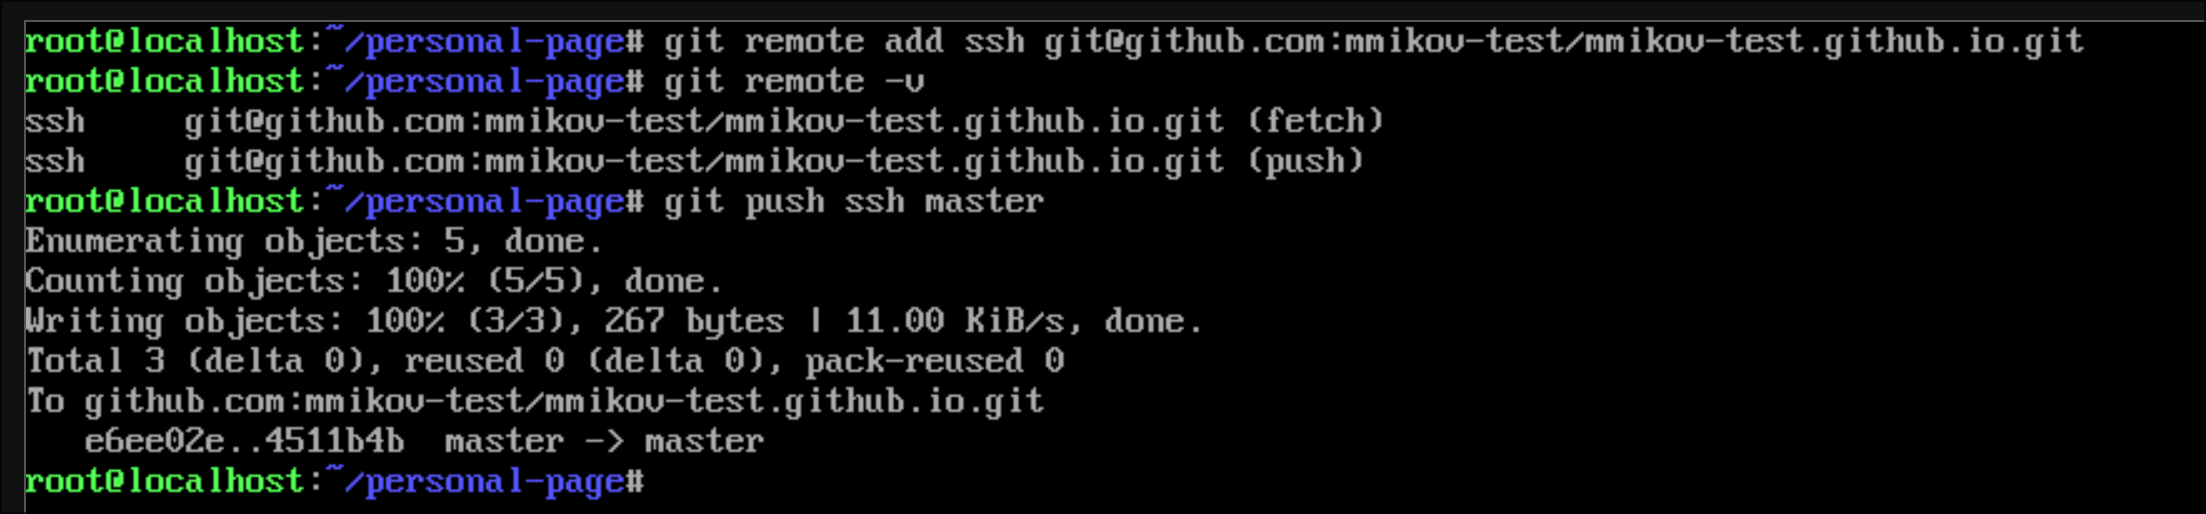 root@localhost:~/personal-page# git remote add ssh git@github.com:mmikov-test/mmikov-test.github.io.git
root@localhost:~/personal-page# git remote -v
ssh     git@github.com:mmikov-test/mmikov-test.github.io.git (fetch)
ssh     git@github.com:mmikov-test/mmikov-test.github.io.git (push)
root@localhost:~/personal-page# git push ssh master
Enumerating objects: 5, done.
Counting objects: 100% (5/5), done.
Writing objects: 100% (3/3), 267 bytes | 11.00 KiB/s, done.
Total 3 (delta 0), reused 0 (delta 0), pack-reused 0
To github.com:mmikov-test/mmikov-test.github.io.git
   e6ee02e..4511b4b  master -> master
root@localhost:~/personal-page#